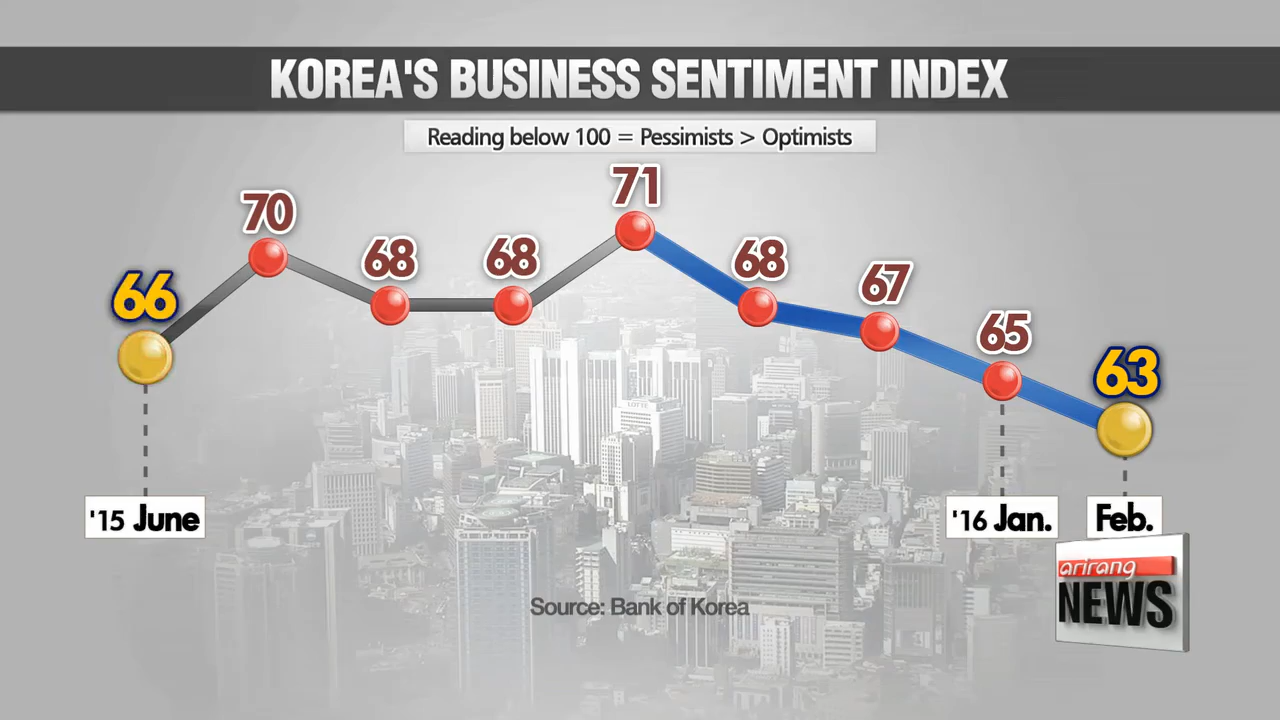 KOREA'S BUSINESS SENTIMENT INDEX
Reading below 100 = Pessimists > Optimists
66
70
68
68
71
68
67
65
63
'15 June
'16 Jan.
Feb.
arirang
NEWS
Source: Bank of Korea
LOTTE